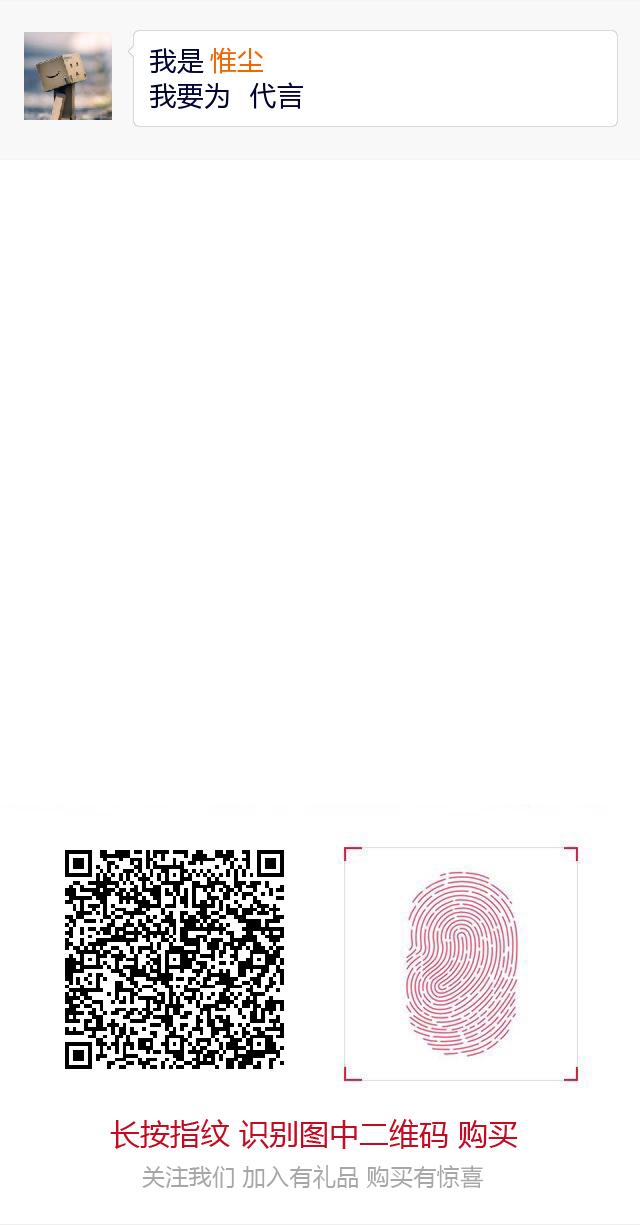 我是 惟尘
我要为 代言
长按指纹 识别图中二维码 购买
关注我们 加入有礼品 购买有惊喜